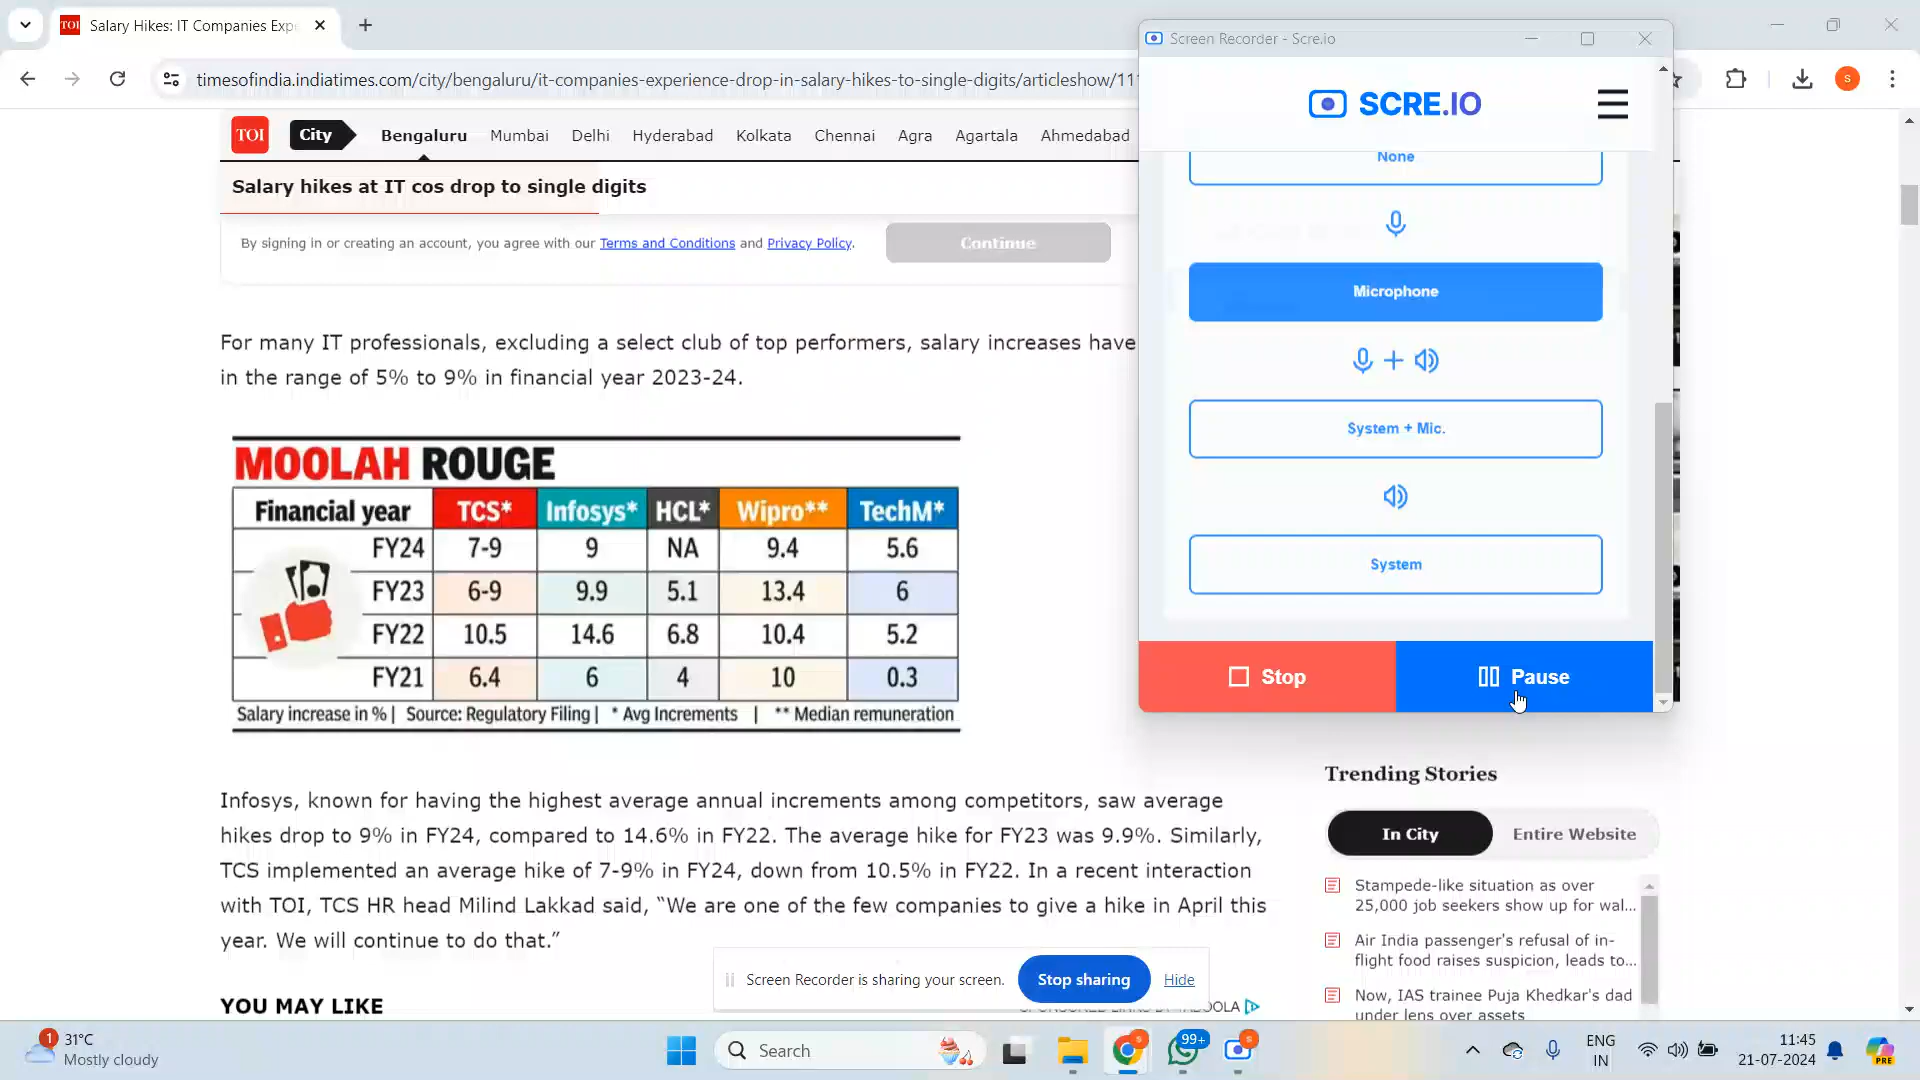 TOI Salary Hikes: IT Companies Exp
timesofindia.indiatimes.com/city/bengaluru/it-companies-experience-drop-in-salary-hikes-to-single-digits/articleshow/11
S
TOI City Bengaluru Mumbai Delhi Hyderabad Kolkata Chennai Agra Agartala Ahmedabad
Salary hikes at IT cos drop to single digits
By signing in or creating an account, you agree with our Terms and Conditions and Privacy Policy. Continue
For many IT professionals, excluding a select club of top performers, salary increases have
in the range of 5% to 9% in financial year 2023-24.
MOOLAH ROUGE
Financial year TCS* Infosys* HCL* Wipro** TechM*
FY24 7-9 9 NA 9.4 5.6
FY23 6-9 9.9 5.1 13.4 6
FY22 10.5 14.6 6.8 10.4 5.2
FY21 6.4 6 4 10 0.3
Salary increase in % | Source: Regulatory Filing | * Avg Increments | ** Median remuneration
Infosys, known for having the highest average annual increments among competitors, saw average
hikes drop to 9% in FY24, compared to 14.6% in FY22. The average hike for FY23 was 9.9%. Similarly,
TCS implemented an average hike of 7-9% in FY24, down from 10.5% in FY22. In a recent interaction
with TOI, TCS HR head Milind Lakkad said, “We are one of the few companies to give a hike in April this
year. We will continue to do that.”
YOU MAY LIKE
Screen Recorder - Scre.io
SCRE.IO
None
Microphone
System + Mic.
System
Stop Pause
Trending Stories
In City Entire Website
Stampede-like situation as over
25,000 job seekers show up for wal...
Air India passenger's refusal of in-
flight food raises suspicion, leads to...
Now, IAS trainee Puja Khedkar's dad
under lens over assets
Screen Recorder is sharing your screen. Stop sharing Hide
1 31°C
Mostly cloudy
Search
S
99+
S
ENG
IN
11:45
21-07-2024
PRE